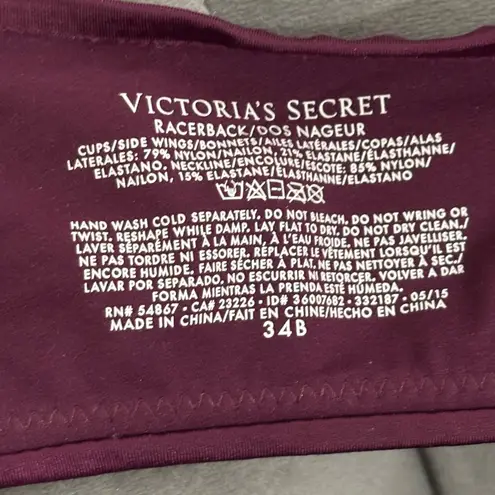 VICTORIA'S SECRET
RACERBACK/DOS NAGEUR
CUPS/SIDE WINGS/BONNETS/AILES LATÉRALES/COPAS/ALAS
LATERALES: 79% NYLON/NAILON, 21% ELASTANE/ÉLASTHANNE/
ELASTANO. NECKLINE/ENCOLURE/ESCOTE: 85% NYLON/
NAILON, 15% ELASTANE/ÉLASTHANNE/ELASTANO
HAND WASH COLD SEPARATELY. DO NOT BLEACH. DO NOT WRING OR
TWIST. RESHAPE WHILE DAMP. LAY FLAT TO DRY. DO NOT DRY CLEAN./
LAVER SÉPARÉMENT À LA MAIN, À L'EAU FROIDE. NE PAS JAVELLISER.
NE PAS TORDRE NI ESSORER. REPLACER LE VÊTEMENT LORSQU'IL EST
ENCORE HUMIDE. FAIRE SÉCHER À PLAT. NE PAS NETTOYER À SEC./
LAVAR POR SEPARADO. NO ESCURRIR NI RETORCER. VOLVER A DAR
FORMA MIENTRAS LA PRENDA ESTÉ HÚMEDA.
RN# 54867 • CA# 23226 • ID# 36007682 • 332187 • 05/15
MADE IN CHINA/FAIT EN CHINE/HECHO EN CHINA
34B